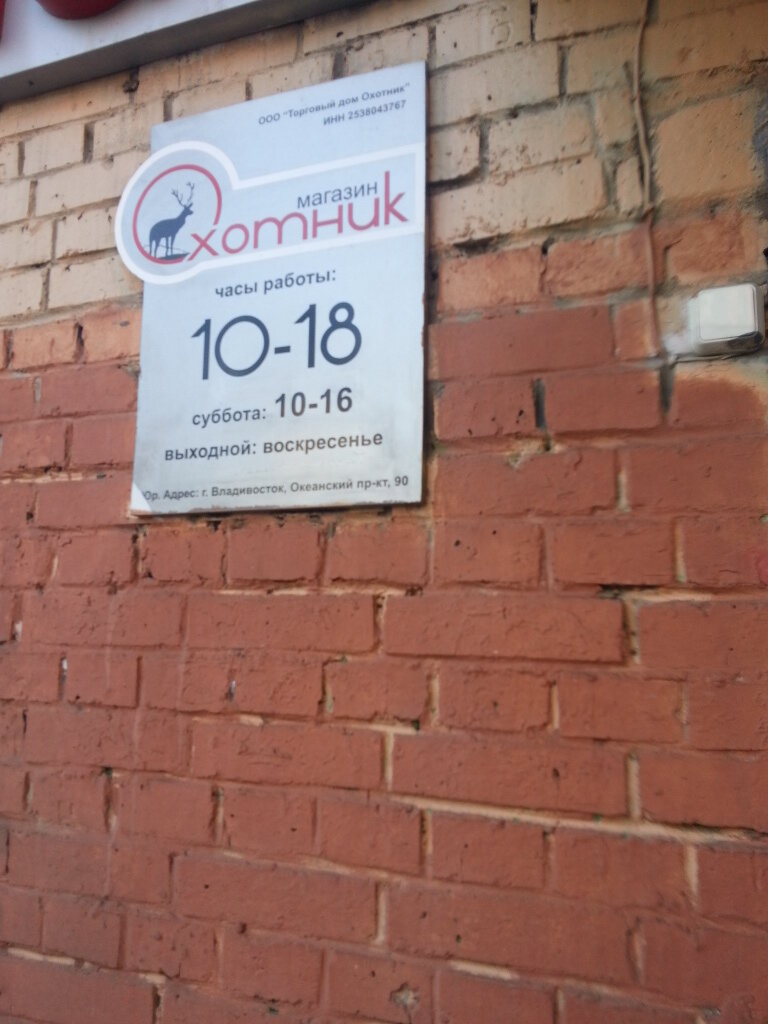 ООО "Торговый дом Охотник"
ИНН 2538043767
магазин
Охотник
часы работы:
10-18
суббота: 10-16
выходной: воскресенье
Юр. Адрес: г. Владивосток, Океанский пр-кт, 90